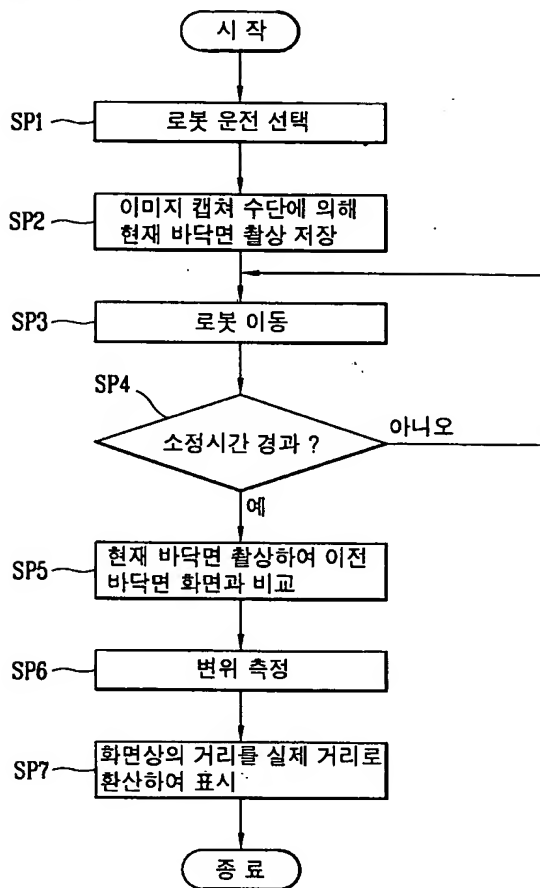 시 작
SP1
로봇 운전 선택
SP2
이미지 캡쳐 수단에 의해
현재 바닥면 촬상 저장
SP3
로봇 이동
SP4
소정시간 경과 ?
아니오
예
SP5
현재 바닥면 촬상하여 이전
바닥면 화면과 비교
SP6
변위 측정
SP7
화면상의 거리를 실제 거리로
환산하여 표시
종 료